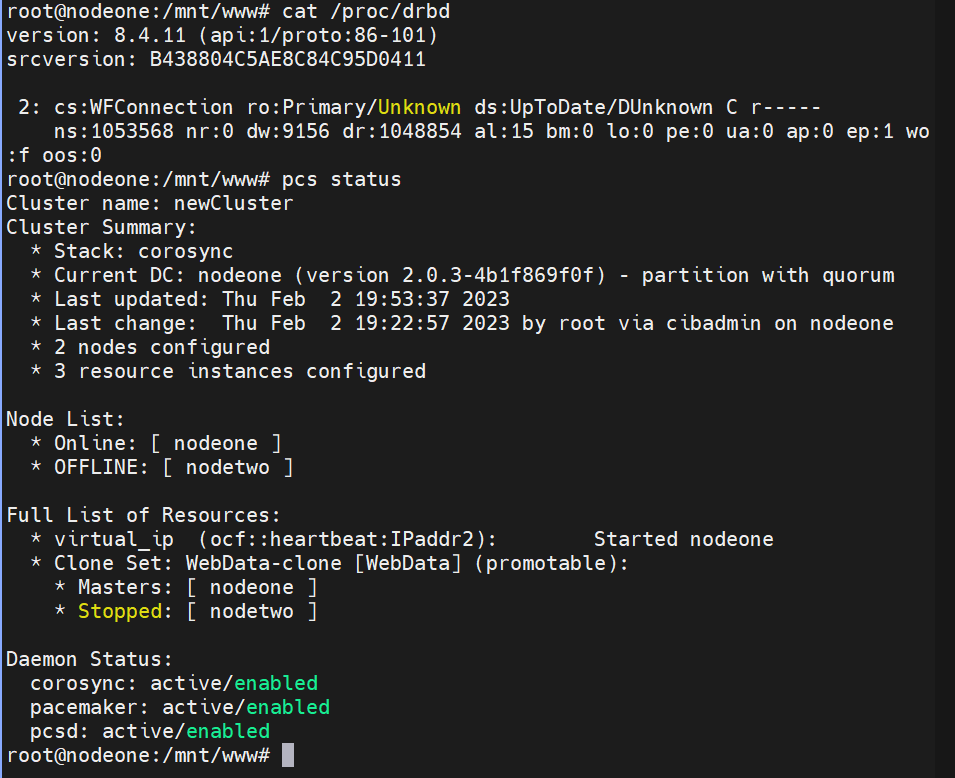 root@nodeone:/mnt/www# cat /proc/drbd
version: 8.4.11 (api:1/proto:86-101)
srcversion: B438804C5AE8C84C95D0411

 2: cs:WFConnection ro:Primary/Unknown ds:UpToDate/DUnknown C r-----
    ns:1053568 nr:0 dw:9156 dr:1048854 al:15 bm:0 lo:0 pe:0 ua:0 ap:0 ep:1 wo
:f oos:0
root@nodeone:/mnt/www# pcs status
Cluster name: newCluster
Cluster Summary:
  * Stack: corosync
  * Current DC: nodeone (version 2.0.3-4b1f869f0f) - partition with quorum
  * Last updated: Thu Feb  2 19:53:37 2023
  * Last change:  Thu Feb  2 19:22:57 2023 by root via cibadmin on nodeone
  * 2 nodes configured
  * 3 resource instances configured

Node List:
  * Online: [ nodeone ]
  * OFFLINE: [ nodetwo ]

Full List of Resources:
  * virtual_ip  (ocf::heartbeat:IPaddr2):        Started nodeone
  * Clone Set: WebData-clone [WebData] (promotable):
    * Masters: [ nodeone ]
    * Stopped: [ nodetwo ]

Daemon Status:
  corosync: active/enabled
  pacemaker: active/enabled
  pcsd: active/enabled
root@nodeone:/mnt/www#